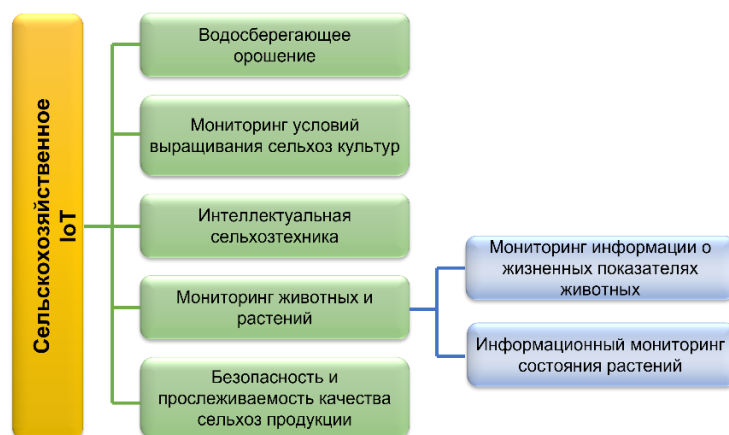 Сельскохозяйственное
IoT
Водосберегающее
орошение
Мониторинг условий
выращивания сельхоз культур
Интеллектуальная
сельхозтехника
Мониторинг животных и
растений
Безопасность и
прослеживаемость качества
сельхоз продукции
Мониторинг информации о
жизненных показателях
животных
Информационный мониторинг
состояния растений